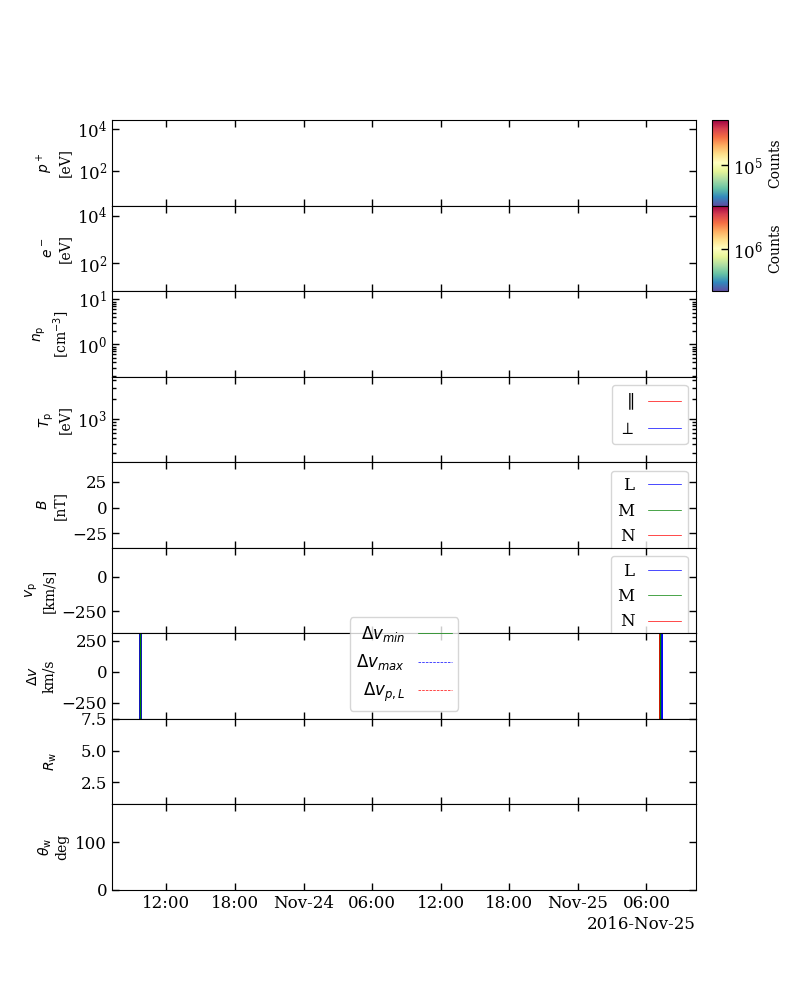 10⁴
10²
p⁺
[eV]
10⁵
Counts
10⁴
10²
e⁻
[eV]
10⁶
Counts
10¹
10⁰
nₚ
[cm⁻³]
10³
Tₚ
[eV]
∥
⊥
25
0
−25
B
[nT]
L
M
N
0
−250
vₚ
[km/s]
L
M
N
250
0
−250
Δv
km/s
Δv_min
Δv_max
Δv_p,L
7.5
5.0
2.5
R_w
100
0
θ_w
deg
12:00 18:00 Nov-24 06:00 12:00 18:00 Nov-25 06:00
2016-Nov-25